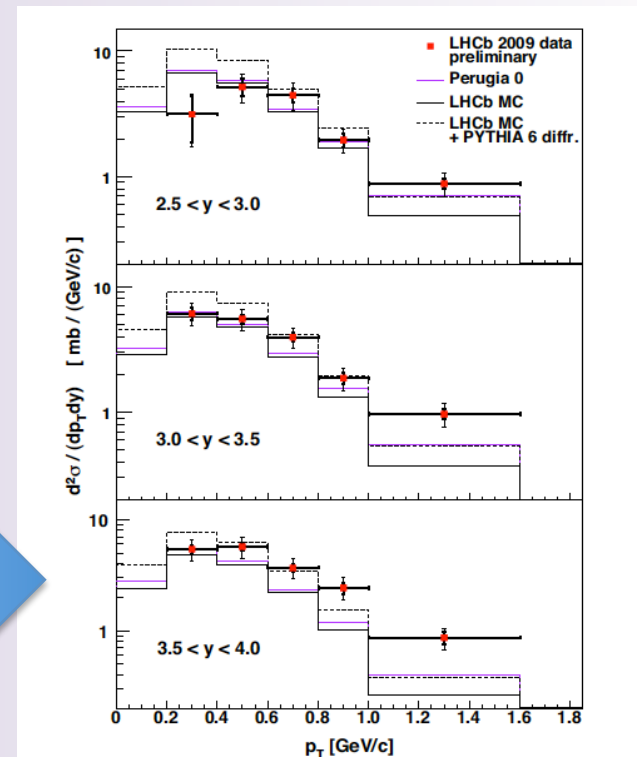 10
1
LHCb 2009 data
preliminary
Perugia 0
LHCb MC
LHCb MC
+ PYTHIA 6 diffr.
2.5 < y < 3.0
d²σ / (dp_T dy) [ mb / (GeV/c) ]
10
1
3.0 < y < 3.5
10
1
3.5 < y < 4.0
0 0.2 0.4 0.6 0.8 1.0 1.2 1.4 1.6 1.8
p_T [GeV/c]